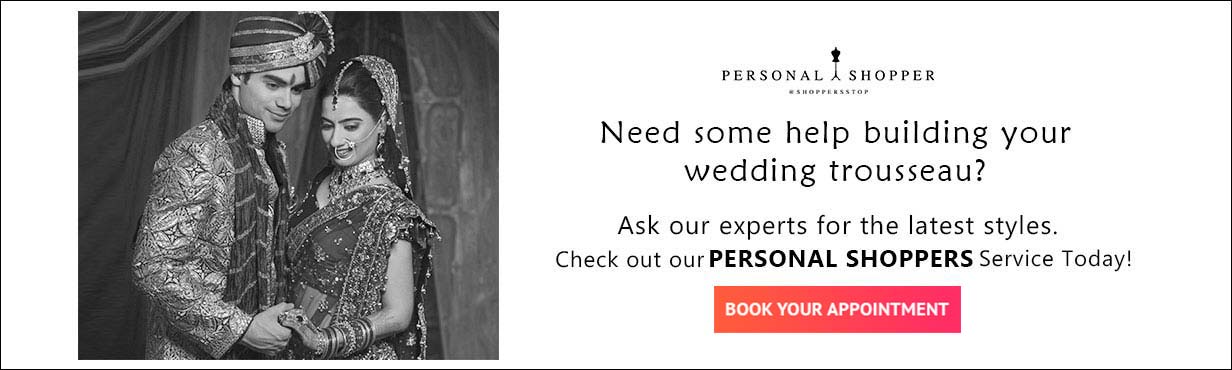 PERSONAL SHOPPER
@SHOPPERSSTOP
Need some help building your
wedding trousseau?
Ask our experts for the latest styles.
Check out our PERSONAL SHOPPERS Service Today!
BOOK YOUR APPOINTMENT